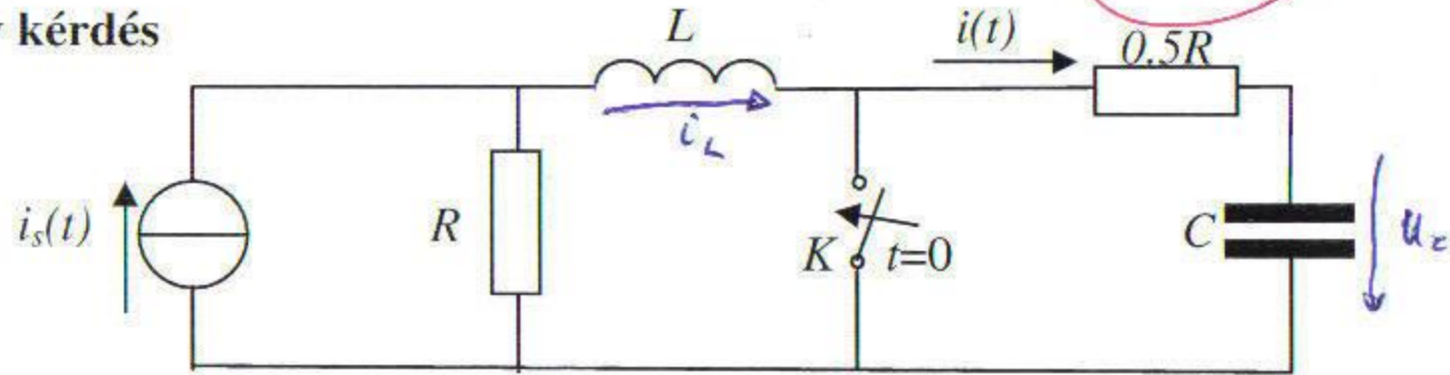 kérdés
L
i(t)
0.5R
i_L
i_s(t)
R
K
t=0
C
u_c